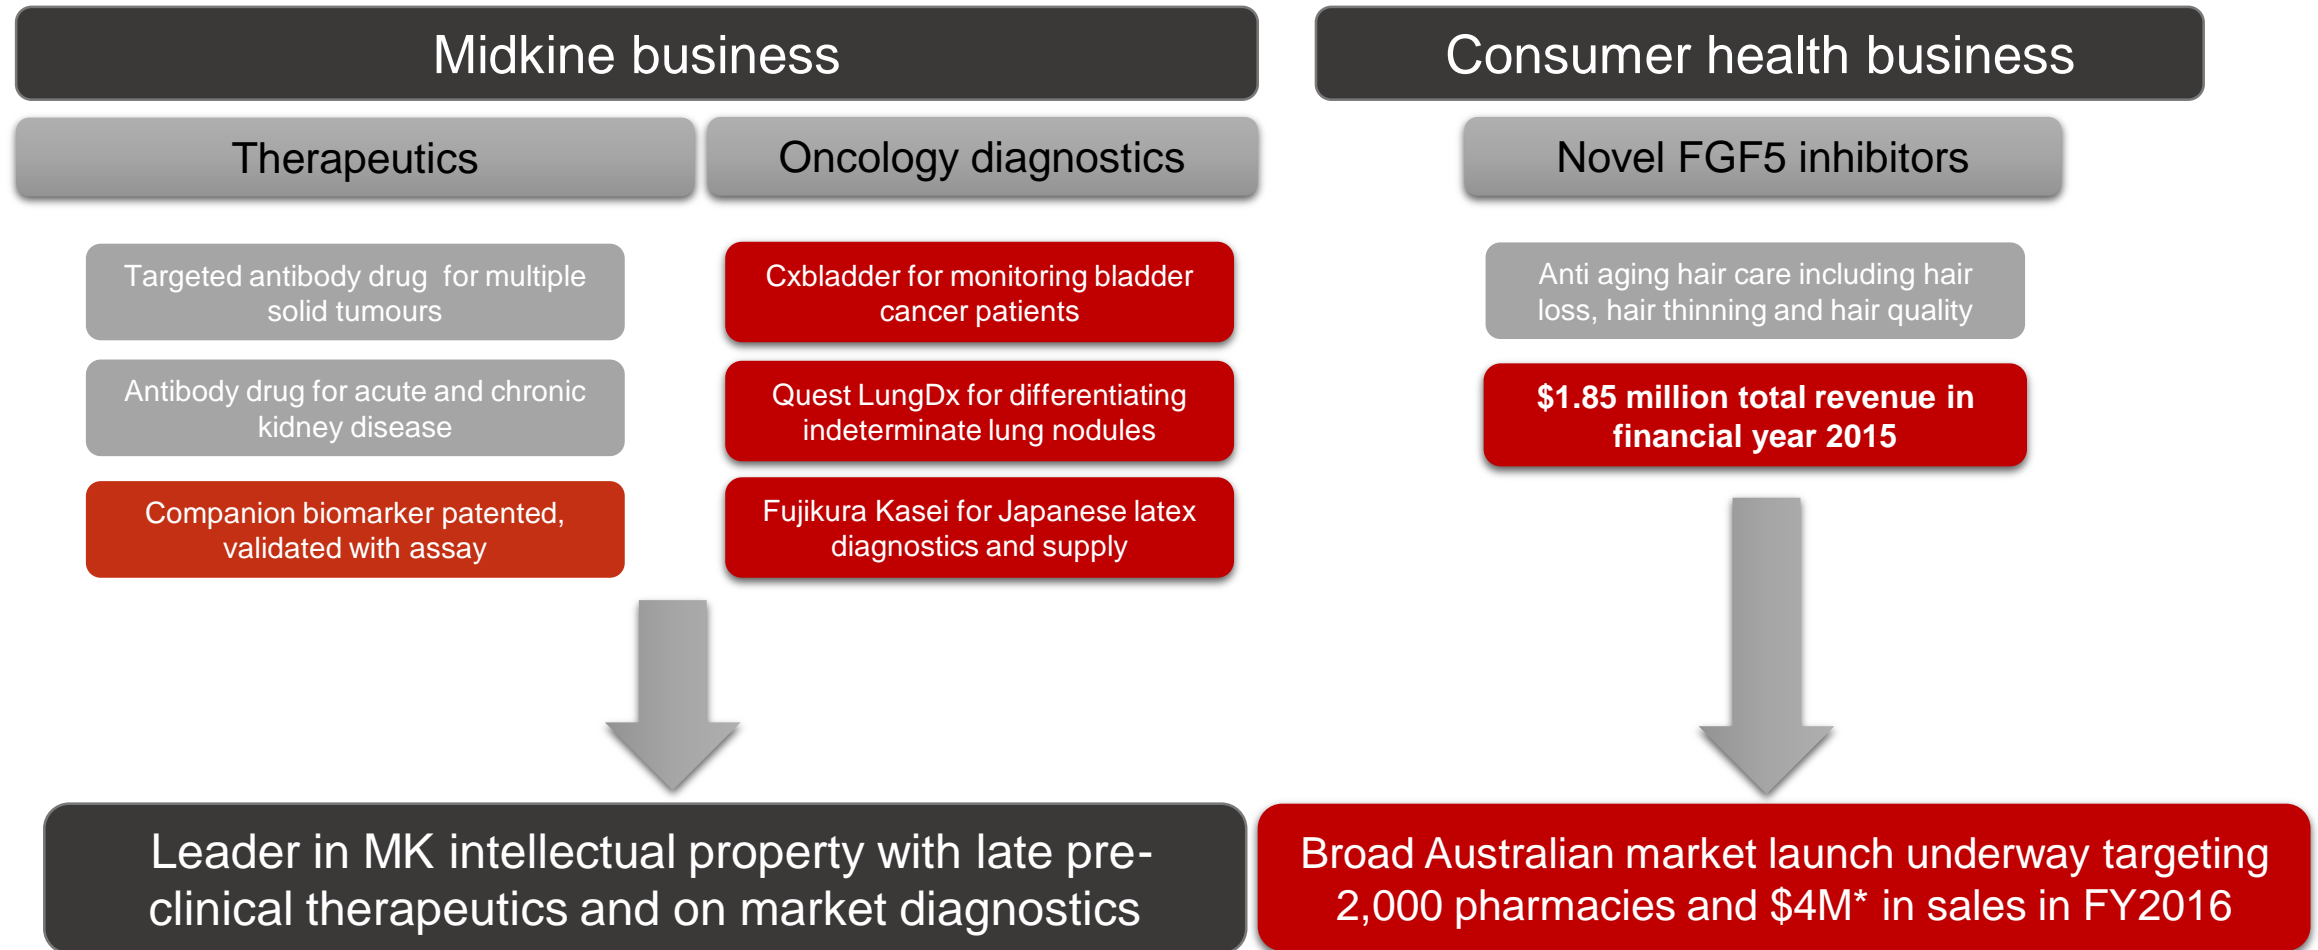 Midkine business
Consumer health business
Therapeutics
Oncology diagnostics
Novel FGF5 inhibitors
Targeted antibody drug for multiple
solid tumours
Antibody drug for acute and chronic
kidney disease
Companion biomarker patented,
validated with assay
Cxbladder for monitoring bladder
cancer patients
Quest LungDx for differentiating
indeterminate lung nodules
Fujikura Kasei for Japanese latex
diagnostics and supply
Anti aging hair care including hair
loss, hair thinning and hair quality
$1.85 million total revenue in
financial year 2015
Leader in MK intellectual property with late pre-
clinical therapeutics and on market diagnostics
Broad Australian market launch underway targeting
2,000 pharmacies and $4M* in sales in FY2016